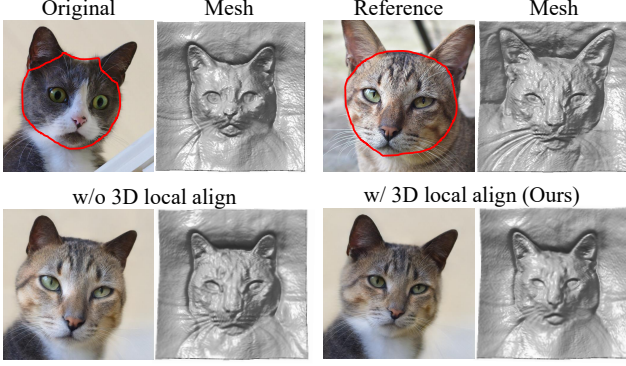 Original Mesh Reference Mesh
w/o 3D local align w/ 3D local align (Ours)